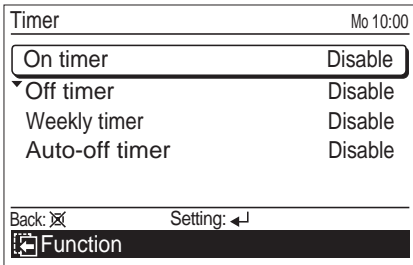 Timer Mo 10:00
On timer Disable
Off timer Disable
Weekly timer Disable
Auto-off timer Disable
Back: Setting:
Function